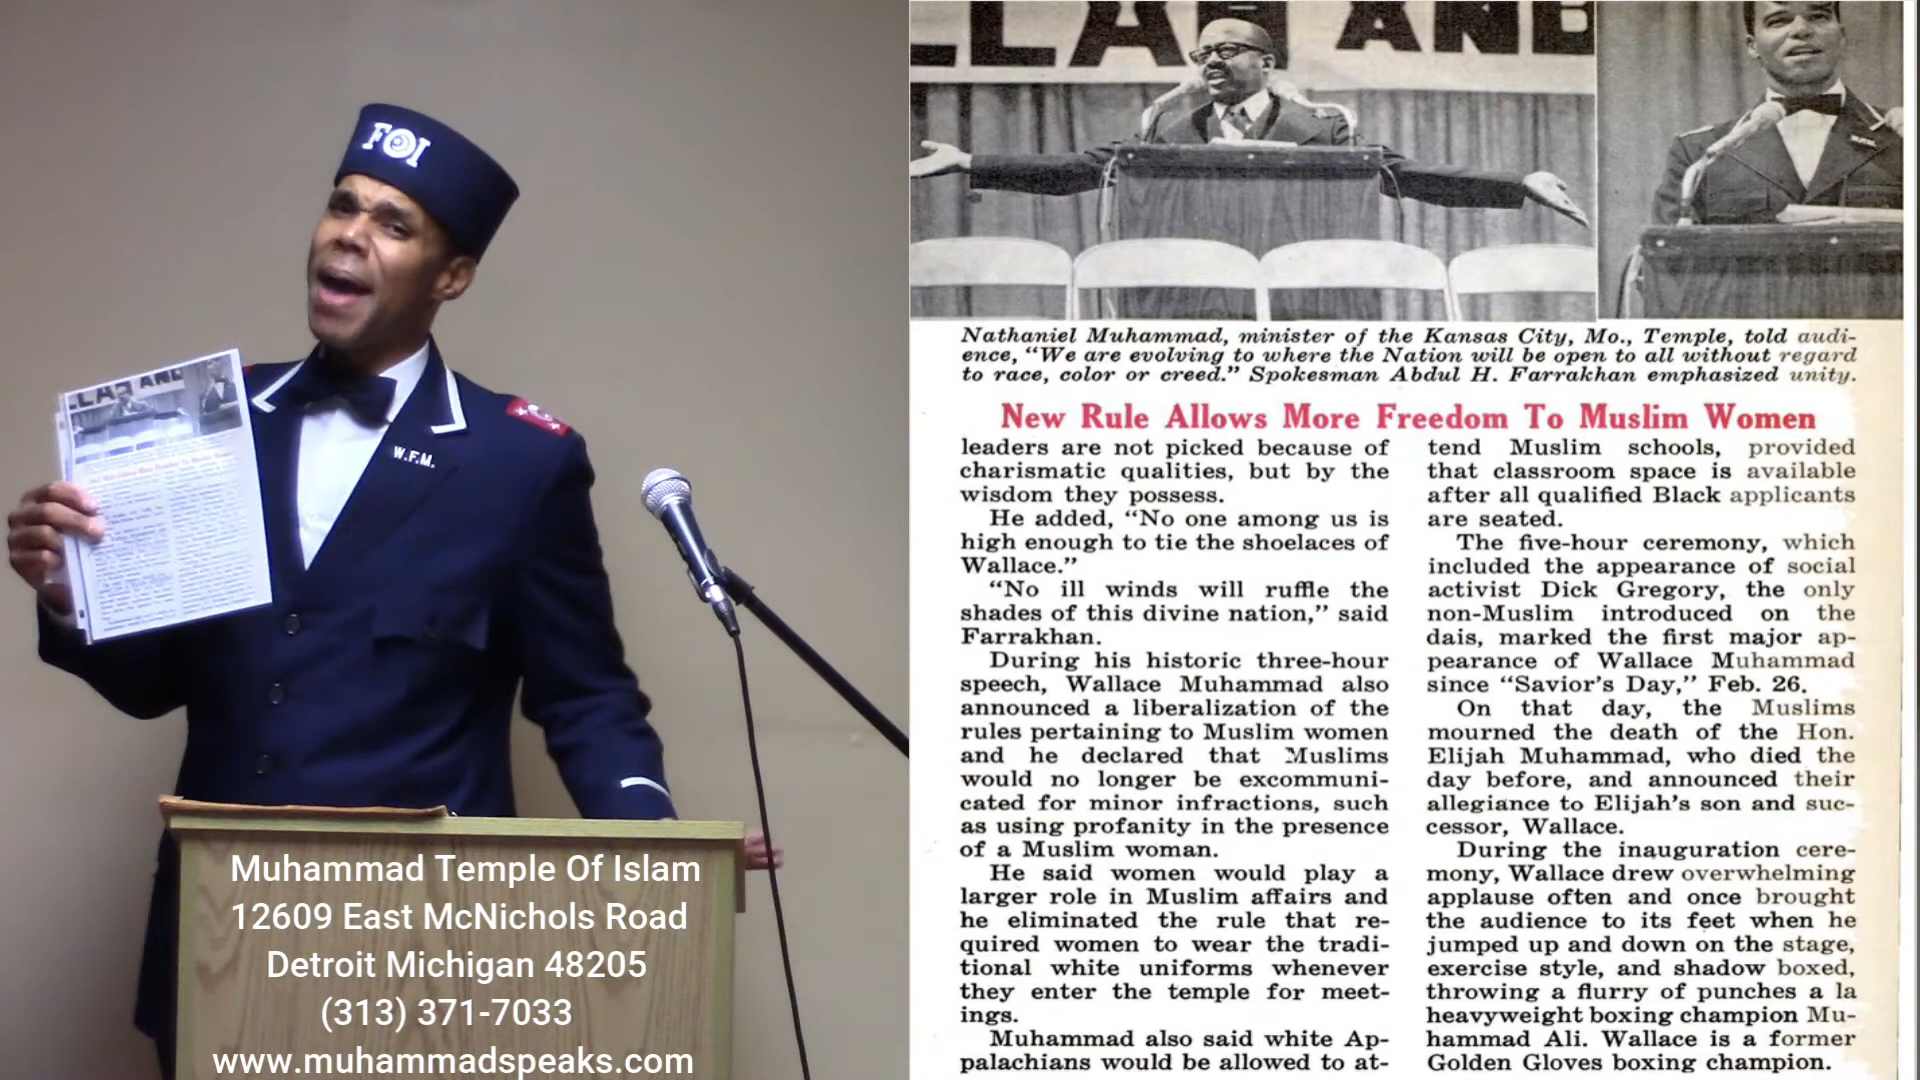 FOI
W.F.M.
Muhammad Temple Of Islam
12609 East McNichols Road
Detroit Michigan 48205
(313) 371-7033
www.muhammadspeaks.com
LLAH AND
Nathaniel Muhammad, minister of the Kansas City, Mo., Temple, told audi-
ence, “We are evolving to where the Nation will be open to all without regard
to race, color or creed.” Spokesman Abdul H. Farrakhan emphasized unity.
New Rule Allows More Freedom To Muslim Women
leaders are not picked because of
charismatic qualities, but by the
wisdom they possess.
He added, “No one among us is
high enough to tie the shoelaces of
Wallace.”
“No ill winds will ruffle the
shades of this divine nation,” said
Farrakhan.
During his historic three-hour
speech, Wallace Muhammad also
announced a liberalization of the
rules pertaining to Muslim women
and he declared that Muslims
would no longer be excommuni-
cated for minor infractions, such
as using profanity in the presence
of a Muslim woman.
He said women would play a
larger role in Muslim affairs and
he eliminated the rule that re-
quired women to wear the tradi-
tional white uniforms whenever
they enter the temple for meet-
ings.
Muhammad also said white Ap-
palachians would be allowed to at-
tend Muslim schools, provided
that classroom space is available
after all qualified Black applicants
are seated.
The five-hour ceremony, which
included the appearance of social
activist Dick Gregory, the only
non-Muslim introduced on the
dais, marked the first major ap-
pearance of Wallace Muhammad
since “Savior’s Day,” Feb. 26.
On that day, the Muslims
mourned the death of the Hon.
Elijah Muhammad, who died the
day before, and announced their
allegiance to Elijah’s son and suc-
cessor, Wallace.
During the inauguration cere-
mony, Wallace drew overwhelming
applause often and once brought
the audience to its feet when he
jumped up and down on the stage,
exercise style, and shadow boxed,
throwing a flurry of punches a la
heavyweight boxing champion Mu-
hammad Ali. Wallace is a former
Golden Gloves boxing champion.